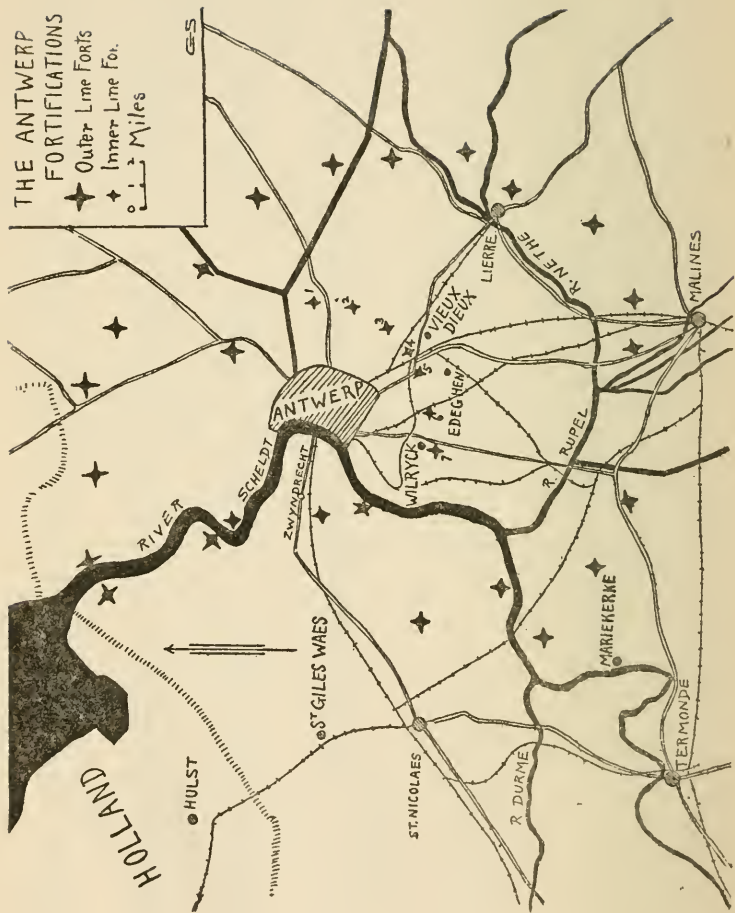 THE ANTWERP
FORTIFICATIONS
Outer Line Forts
Inner Line For.
0 1 2 Miles
GS
HOLLAND
HULST
RIVER
SCHELDT
ST GILES WAES
ST. NICOLAES
ZWYNDRECHT
ANTWERP
1
2
3
4
5
6
7
VIEUX
DIEUX
EDEGHEM
WILRYCK
LIERRE
R. NETHE
R. RUPEL
MALINES
R DURME
MARIEKERKE
TERMONDE